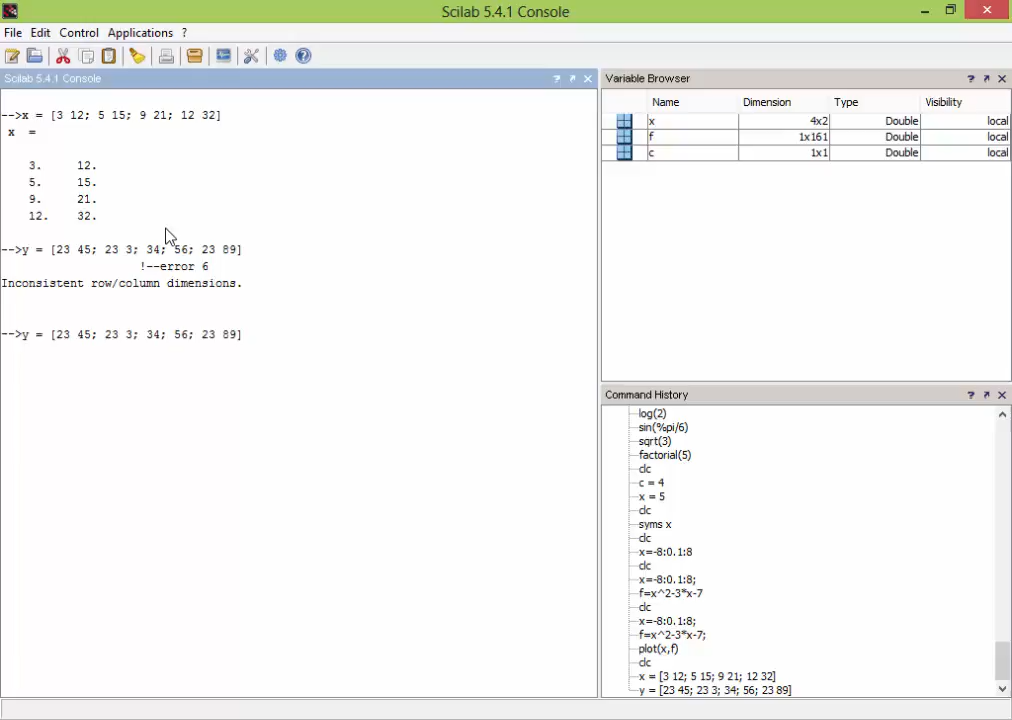 Scilab 5.4.1 Console
File Edit Control Applications ?
Scilab 5.4.1 Console ? 
-->x = [3 12; 5 15; 9 21; 12 32]
x =
3. 12.
5. 15.
9. 21.
12. 32.
-->y = [23 45; 23 3; 34; 56; 23 89]
!--error 6
Inconsistent row/column dimensions.
-->y = [23 45; 23 3; 34; 56; 23 89]
Variable Browser ?
Name Dimension Type Visibility
x 4x2 Double local
f 1x161 Double local
c 1x1 Double local
Command History ?
log(2)
sin(%pi/6)
sqrt(3)
factorial(5)
clc
c = 4
x = 5
clc
syms x
clc
x=-8:0.1:8
clc
x=-8:0.1:8;
f=x^2-3*x-7
clc
x=-8:0.1:8;
f=x^2-3*x-7;
plot(x,f)
clc
x = [3 12; 5 15; 9 21; 12 32]
y = [23 45; 23 3; 34; 56; 23 89]